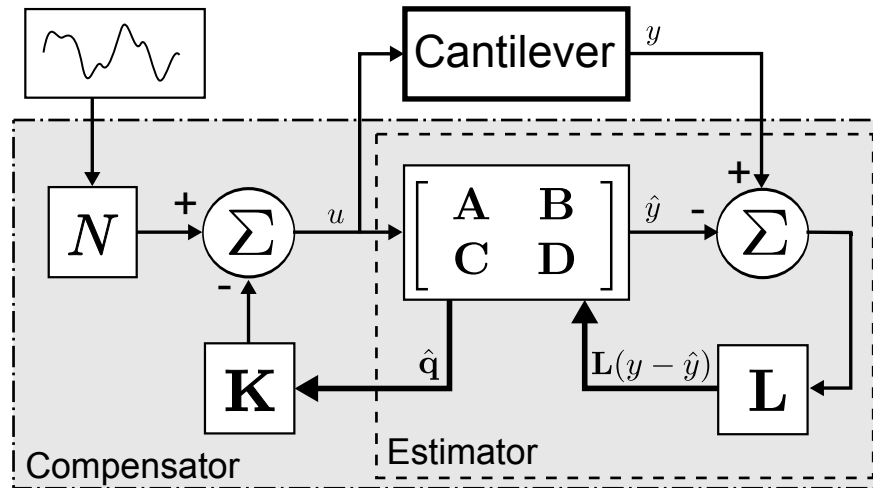 Cantilever
y
N
+
Σ
-
u
A B
C D
ŷ
-
+
Σ
K
q̂
L(y − ŷ)
L
Compensator
Estimator